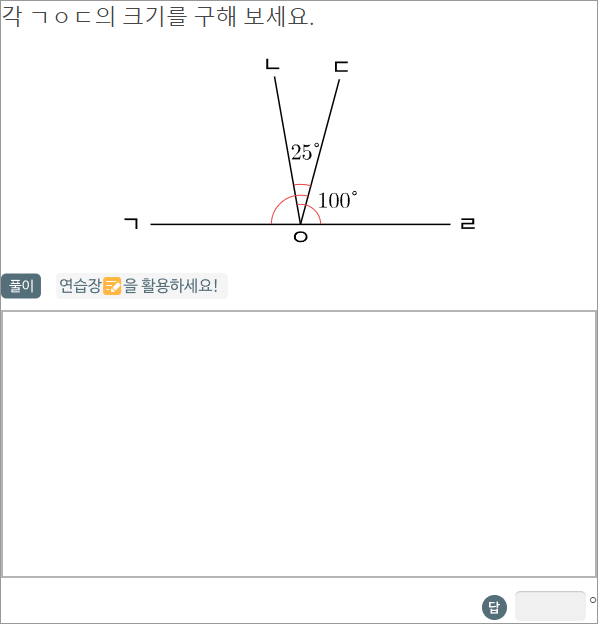 각 ㄱㅇㄷ의 크기를 구해 보세요.
ㄴ ㄷ
25°
100°
ㄱ ㄹ
ㅇ
풀이 연습장을 활용하세요!
답 °